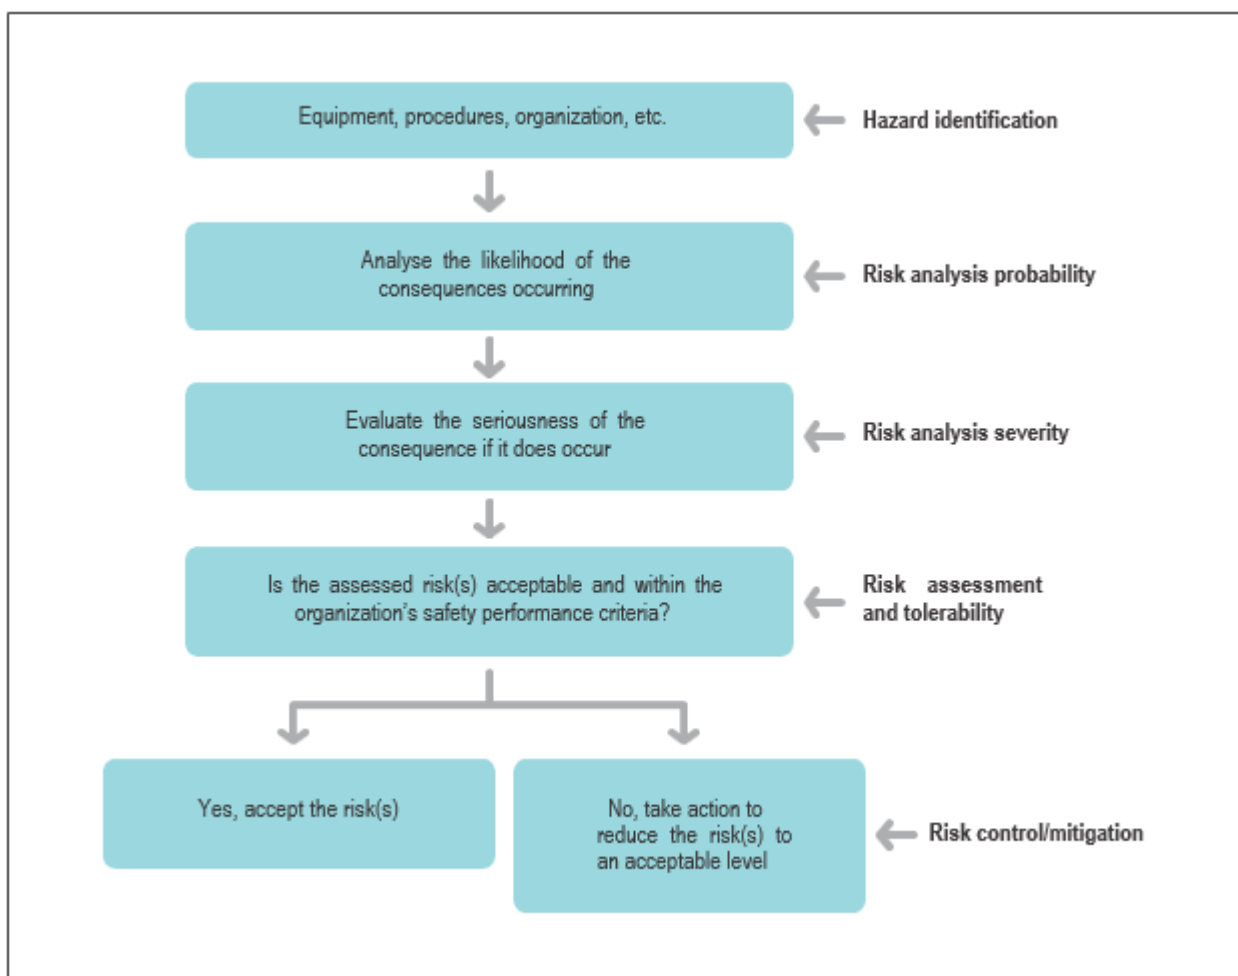 Equipment, procedures, organization, etc.
Hazard identification
Analyse the likelihood of the
consequences occurring
Risk analysis probability
Evaluate the seriousness of the
consequence if it does occur
Risk analysis severity
Is the assessed risk(s) acceptable and within the
organization's safety performance criteria?
Risk assessment
and tolerability
Yes, accept the risk(s)
No, take action to
reduce the risk(s) to
an acceptable level
Risk control/mitigation